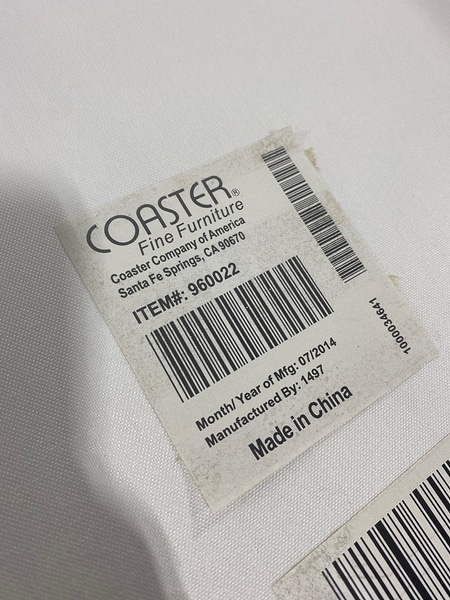 COASTER®
Fine Furniture
Coaster Company of America
Santa Fe Springs, CA 90670
ITEM#: 960022
Month/ Year of Mfg: 07/2014
Manufactured By: 1497
Made in China
1000034641